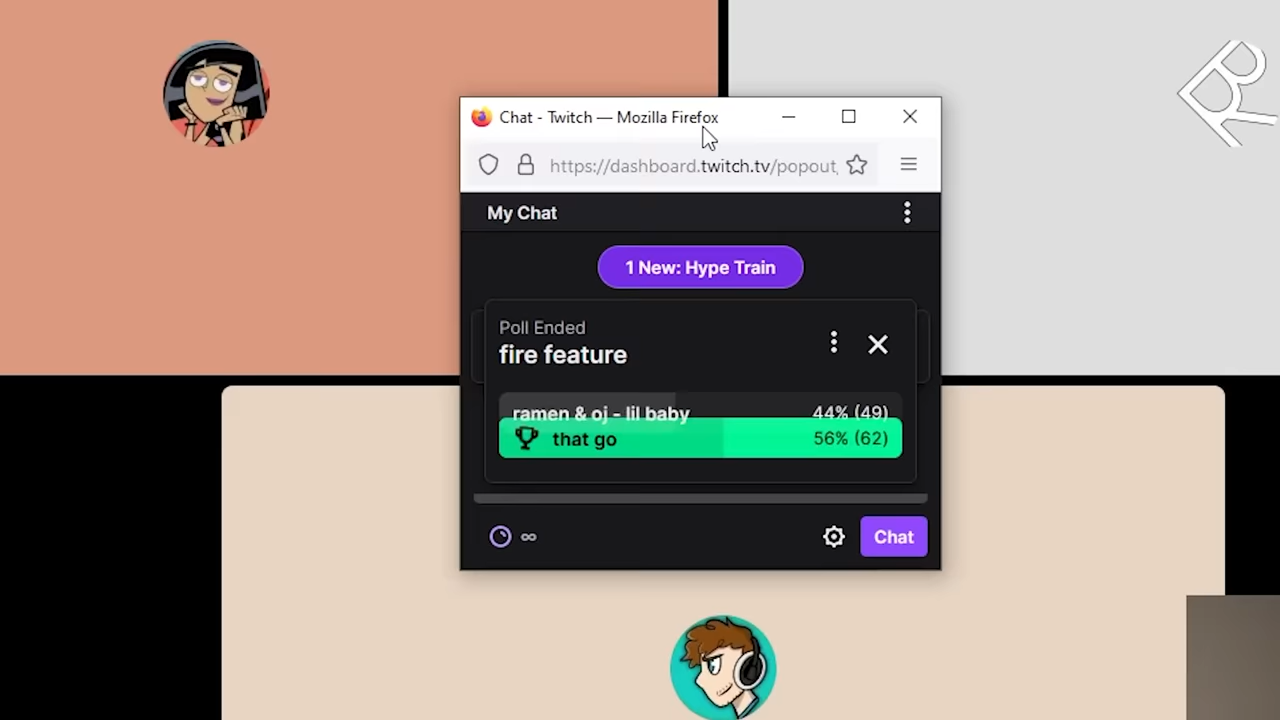 Chat - Twitch — Mozilla Firefox
https://dashboard.twitch.tv/popout
My Chat
1 New: Hype Train
Poll Ended
fire feature
ramen & oj - lil baby 44% (49)
that go 56% (62)
∞
Chat